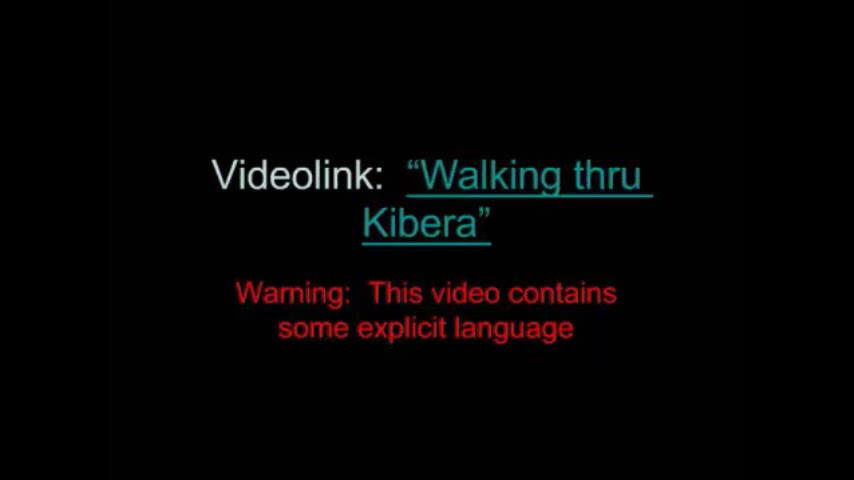 Videolink:  “Walking thru
Kibera”
Warning:  This video contains
some explicit language